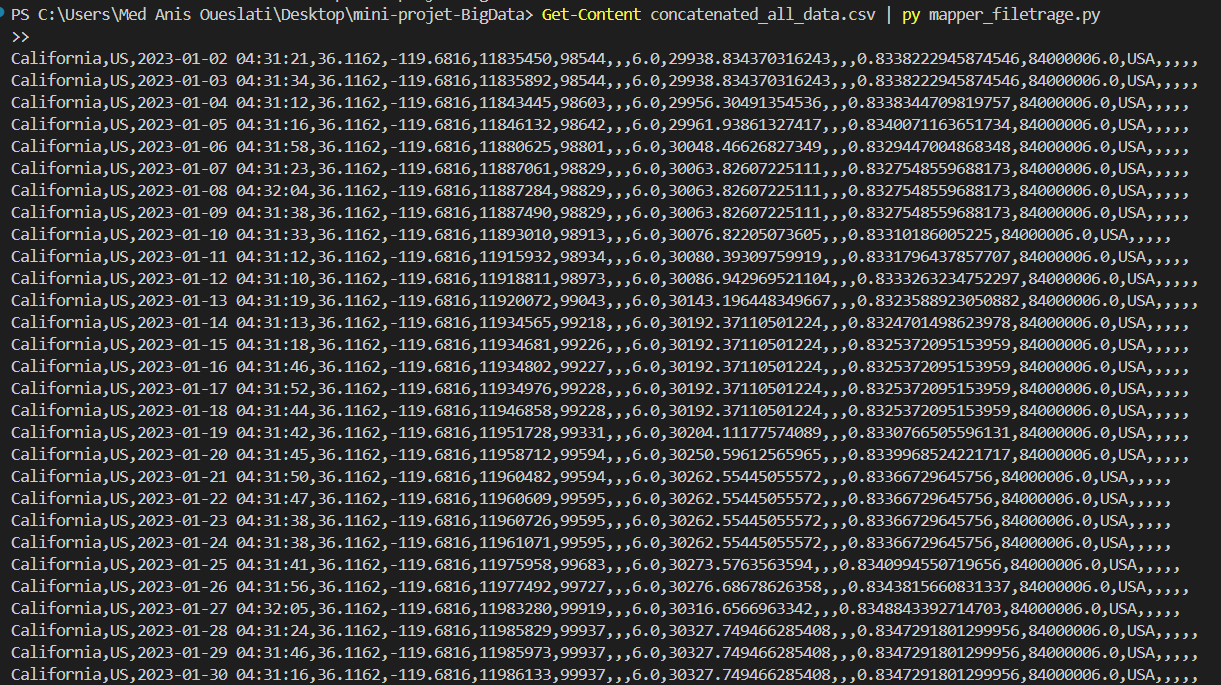 PS C:\Users\Med Anis Oueslati\Desktop\mini-projet-BigData> Get-Content concatenated_all_data.csv | py mapper_filetrage.py
>>
California,US,2023-01-02 04:31:21,36.1162,-119.6816,11835450,98544,,,6.0,29938.834370316243,,,0.8338222945874546,84000006.0,USA,,,,,
California,US,2023-01-03 04:31:34,36.1162,-119.6816,11835892,98544,,,6.0,29938.834370316243,,,0.8338222945874546,84000006.0,USA,,,,,
California,US,2023-01-04 04:31:12,36.1162,-119.6816,11843445,98603,,,6.0,29956.30491354536,,,0.8338344709819757,84000006.0,USA,,,,,
California,US,2023-01-05 04:31:16,36.1162,-119.6816,11846132,98642,,,6.0,29961.93861327417,,,0.8340071163651734,84000006.0,USA,,,,,
California,US,2023-01-06 04:31:58,36.1162,-119.6816,11880625,98801,,,6.0,30048.46626827349,,,0.8329447004868348,84000006.0,USA,,,,,
California,US,2023-01-07 04:31:23,36.1162,-119.6816,11887061,98829,,,6.0,30063.82607225111,,,0.8327548559688173,84000006.0,USA,,,,,
California,US,2023-01-08 04:32:04,36.1162,-119.6816,11887284,98829,,,6.0,30063.82607225111,,,0.8327548559688173,84000006.0,USA,,,,,
California,US,2023-01-09 04:31:38,36.1162,-119.6816,11887490,98829,,,6.0,30063.82607225111,,,0.8327548559688173,84000006.0,USA,,,,,
California,US,2023-01-10 04:31:33,36.1162,-119.6816,11893010,98913,,,6.0,30076.82205073605,,,0.83310186005225,84000006.0,USA,,,,,
California,US,2023-01-11 04:31:12,36.1162,-119.6816,11915932,98934,,,6.0,30080.39309759919,,,0.8331796437857707,84000006.0,USA,,,,,
California,US,2023-01-12 04:31:10,36.1162,-119.6816,11918811,98973,,,6.0,30086.942969521104,,,0.8333263234752297,84000006.0,USA,,,,,
California,US,2023-01-13 04:31:19,36.1162,-119.6816,11920072,99043,,,6.0,30143.196448349667,,,0.8323588923050882,84000006.0,USA,,,,,
California,US,2023-01-14 04:31:13,36.1162,-119.6816,11934565,99218,,,6.0,30192.37110501224,,,0.8324701498623978,84000006.0,USA,,,,,
California,US,2023-01-15 04:31:18,36.1162,-119.6816,11934681,99226,,,6.0,30192.37110501224,,,0.8325372095153959,84000006.0,USA,,,,,
California,US,2023-01-16 04:31:46,36.1162,-119.6816,11934802,99227,,,6.0,30192.37110501224,,,0.8325372095153959,84000006.0,USA,,,,,
California,US,2023-01-17 04:31:52,36.1162,-119.6816,11934976,99228,,,6.0,30192.37110501224,,,0.8325372095153959,84000006.0,USA,,,,,
California,US,2023-01-18 04:31:44,36.1162,-119.6816,11946858,99228,,,6.0,30192.37110501224,,,0.8325372095153959,84000006.0,USA,,,,,
California,US,2023-01-19 04:31:42,36.1162,-119.6816,11951728,99331,,,6.0,30204.11177574089,,,0.8330766505596131,84000006.0,USA,,,,,
California,US,2023-01-20 04:31:45,36.1162,-119.6816,11958712,99594,,,6.0,30250.59612565965,,,0.8339968524221717,84000006.0,USA,,,,,
California,US,2023-01-21 04:31:50,36.1162,-119.6816,11960482,99594,,,6.0,30262.55445055572,,,0.83366729645756,84000006.0,USA,,,,,
California,US,2023-01-22 04:31:47,36.1162,-119.6816,11960609,99595,,,6.0,30262.55445055572,,,0.83366729645756,84000006.0,USA,,,,,
California,US,2023-01-23 04:31:38,36.1162,-119.6816,11960726,99595,,,6.0,30262.55445055572,,,0.83366729645756,84000006.0,USA,,,,,
California,US,2023-01-24 04:31:38,36.1162,-119.6816,11961071,99595,,,6.0,30262.55445055572,,,0.83366729645756,84000006.0,USA,,,,,
California,US,2023-01-25 04:31:41,36.1162,-119.6816,11975958,99683,,,6.0,30273.5763563594,,,0.8340994550719656,84000006.0,USA,,,,,
California,US,2023-01-26 04:31:56,36.1162,-119.6816,11977492,99727,,,6.0,30276.68678626358,,,0.8343815660831337,84000006.0,USA,,,,,
California,US,2023-01-27 04:32:05,36.1162,-119.6816,11983280,99919,,,6.0,30316.6566963342,,,0.8348843392714703,84000006.0,USA,,,,,
California,US,2023-01-28 04:31:24,36.1162,-119.6816,11985829,99937,,,6.0,30327.749466285408,,,0.8347291801299956,84000006.0,USA,,,,,
California,US,2023-01-29 04:31:46,36.1162,-119.6816,11985973,99937,,,6.0,30327.749466285408,,,0.8347291801299956,84000006.0,USA,,,,,
California,US,2023-01-30 04:31:16,36.1162,-119.6816,11986133,99937,,,6.0,30327.749466285408,,,0.8347291801299956,84000006.0,USA,,,,,